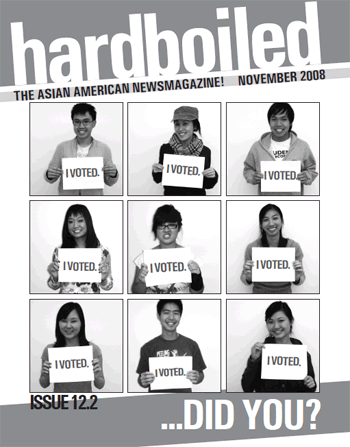 hardboiled
THE ASIAN AMERICAN NEWSMAGAZINE! NOVEMBER 2008
I VOTED. I VOTED. I VOTED.
I VOTED. I VOTED. I VOTED.
I VOTED. I VOTED. I VOTED.
ISSUE 12.2
...DID YOU?